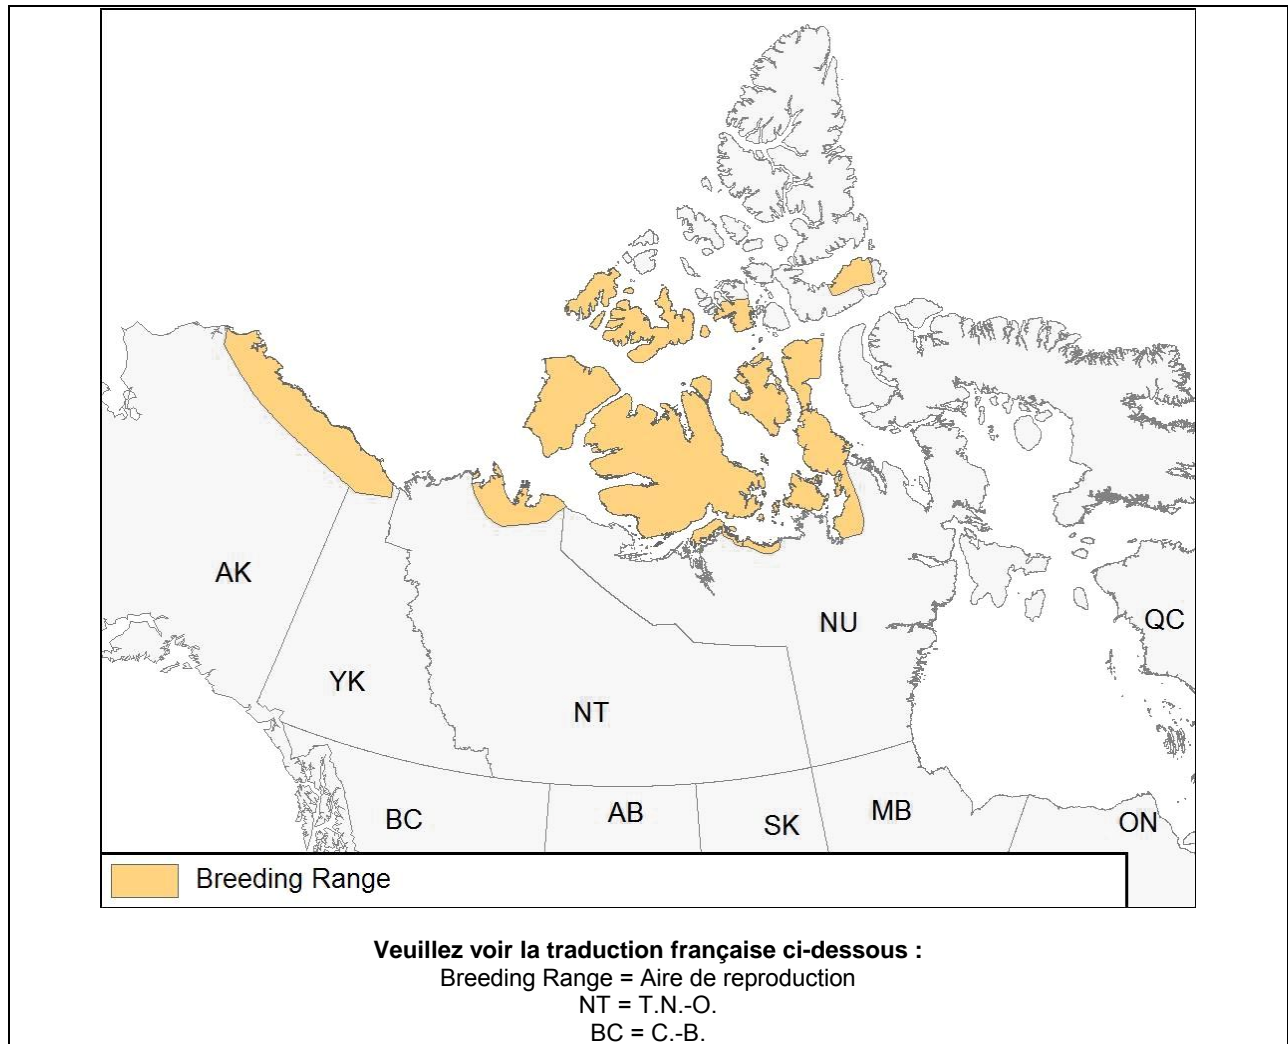 AK
YK
NT
NU
QC
BC
AB
SK
MB
ON
Breeding Range
Veuillez voir la traduction française ci-dessous :
Breeding Range = Aire de reproduction
NT = T.N.-O.
BC = C.-B.